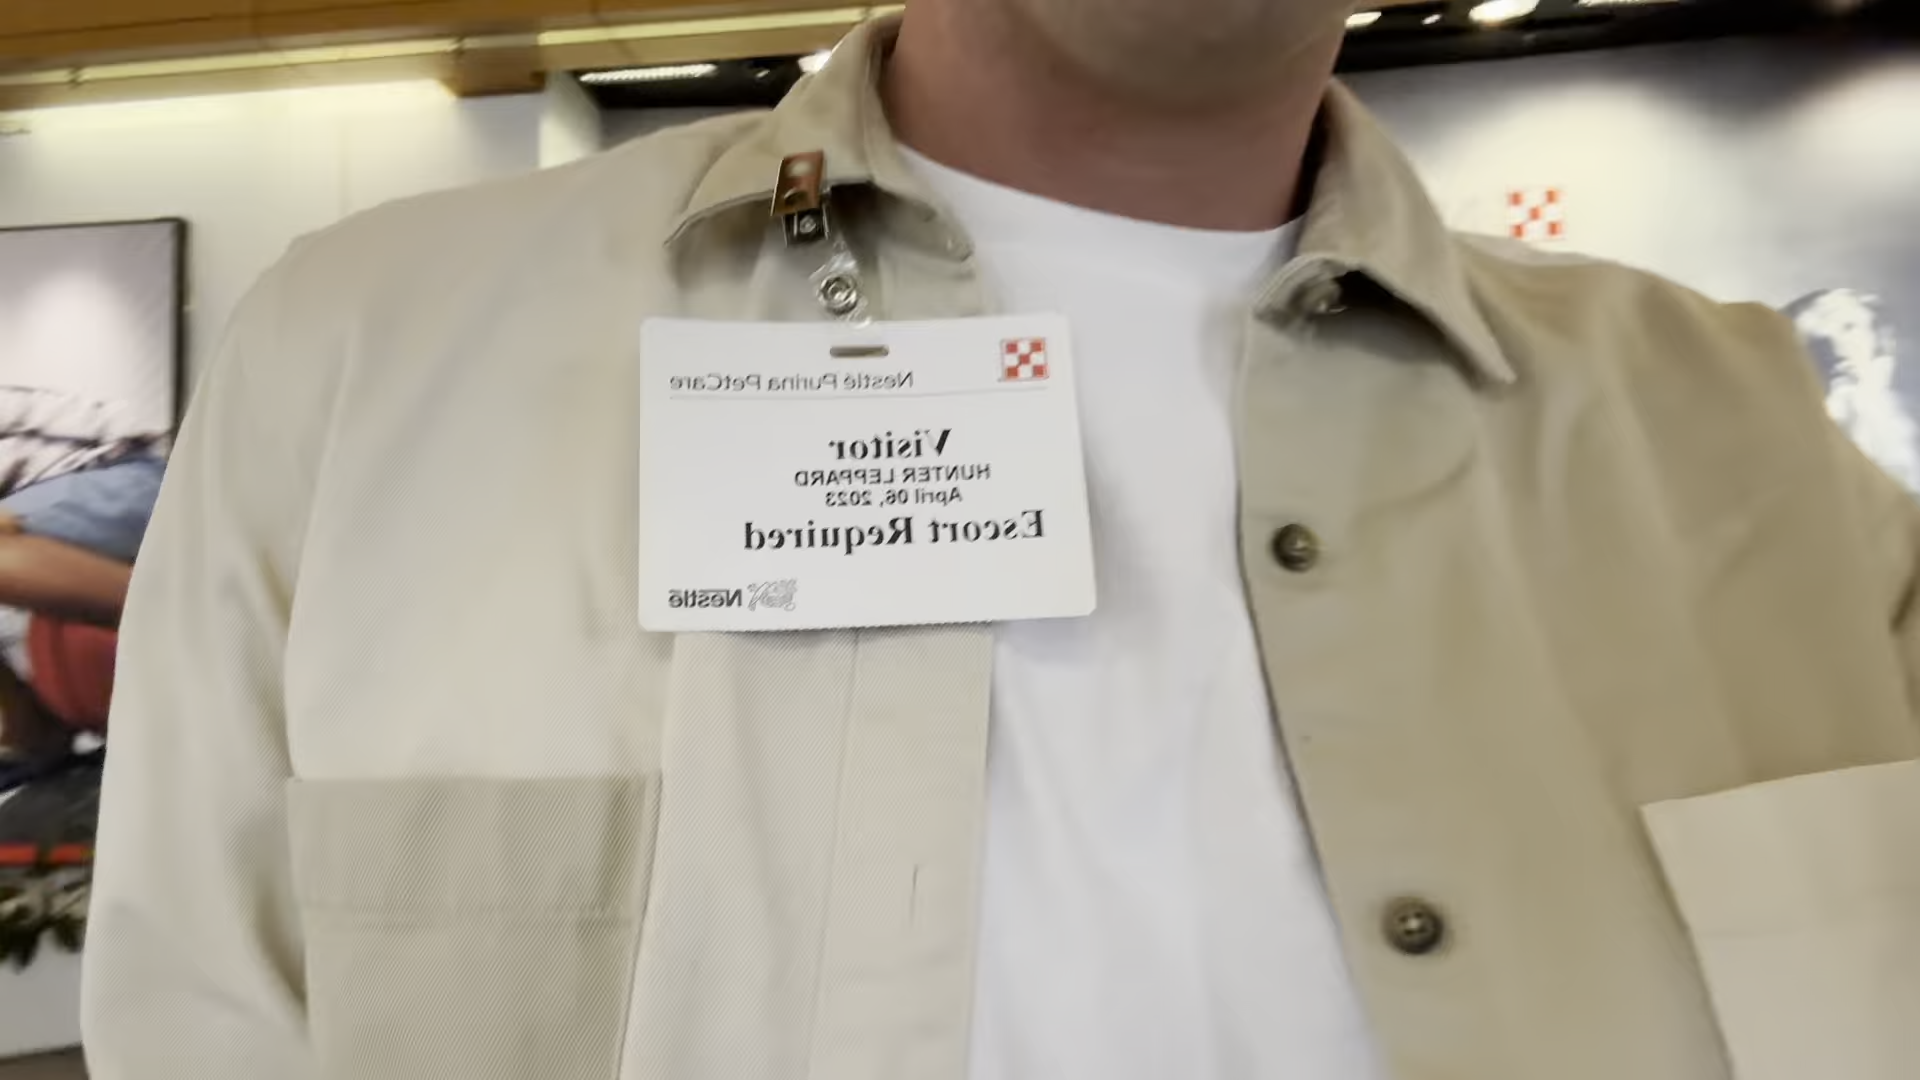 Nestlé Purina PetCare
Visitor
HUNTER LEPPARD
April 06, 2023
Escort Required
Nestlé